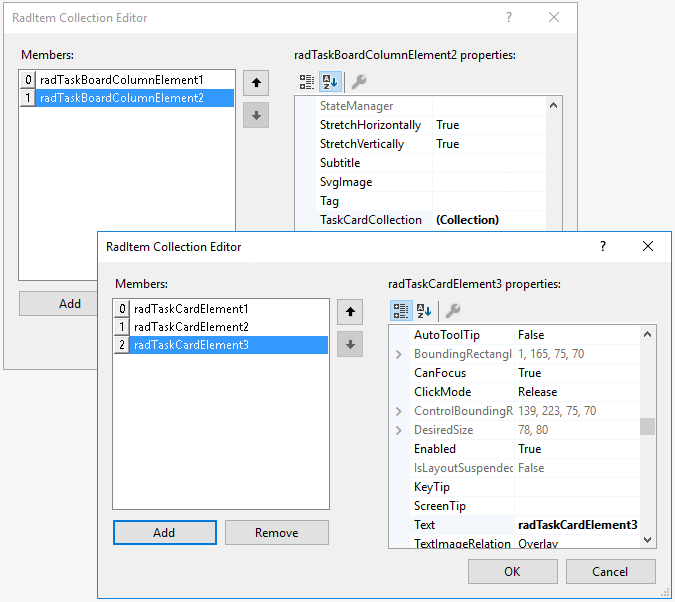 RadItem Collection Editor
?
Members:
radTaskBoardColumnElement2 properties:
0 radTaskBoardColumnElement1
1 radTaskBoardColumnElement2
StateManager
StretchHorizontally True
StretchVertically True
Subtitle
SvgImage
Tag
TaskCardCollection (Collection)
Add
RadItem Collection Editor
?
Members:
radTaskCardElement3 properties:
0 radTaskCardElement1
1 radTaskCardElement2
2 radTaskCardElement3
AutoToolTip False
BoundingRectangl 1, 165, 75, 70
CanFocus True
ClickMode Release
ControlBoundingR 139, 223, 75, 70
DesiredSize 78, 80
Enabled True
IsLayoutSuspended False
KeyTip
ScreenTip
Text radTaskCardElement3
TextImageRelation Overlay
Add
Remove
OK
Cancel